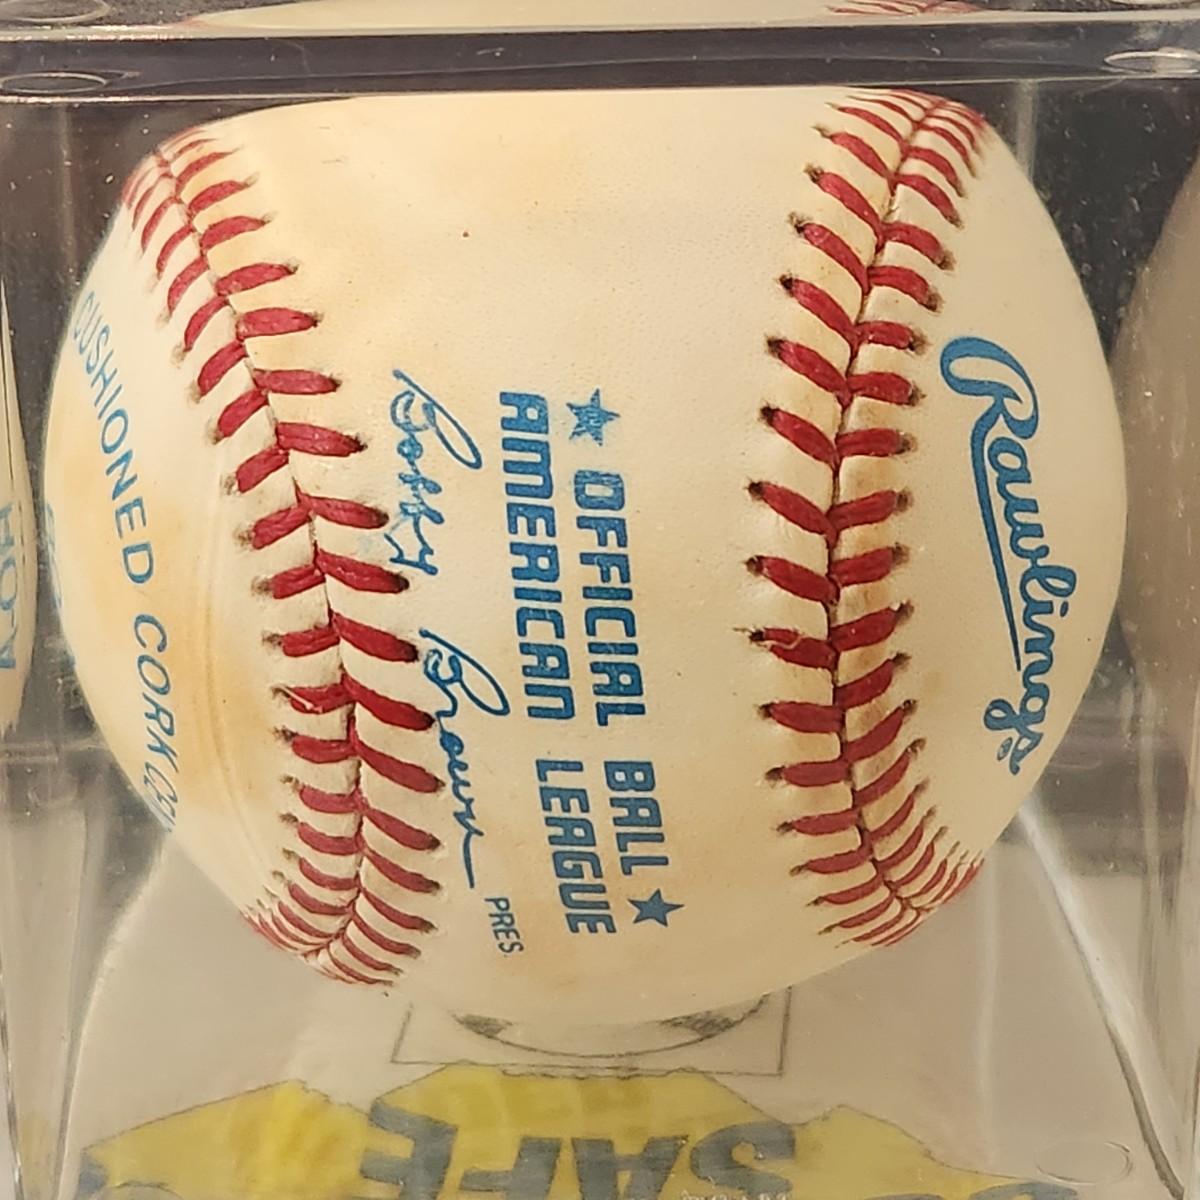 ★ OFFICIAL BALL ★
AMERICAN LEAGUE
Bobby Brown
PRES.
Rawlings
CUSHIONED CORK
SAFE